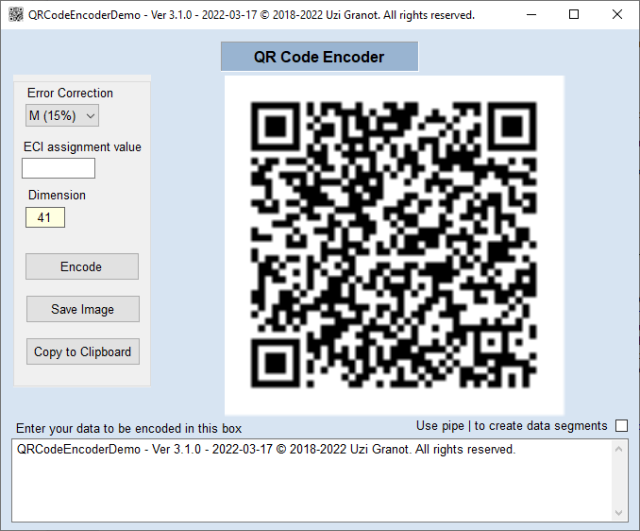 QRCodeEncoderDemo - Ver 3.1.0 - 2022-03-17 © 2018-2022 Uzi Granot. All rights reserved.
QR Code Encoder
Error Correction
M (15%)
ECI assignment value
Dimension
41
Encode
Save Image
Copy to Clipboard
Enter your data to be encoded in this box
Use pipe | to create data segments
QRCodeEncoderDemo - Ver 3.1.0 - 2022-03-17 © 2018-2022 Uzi Granot. All rights reserved.